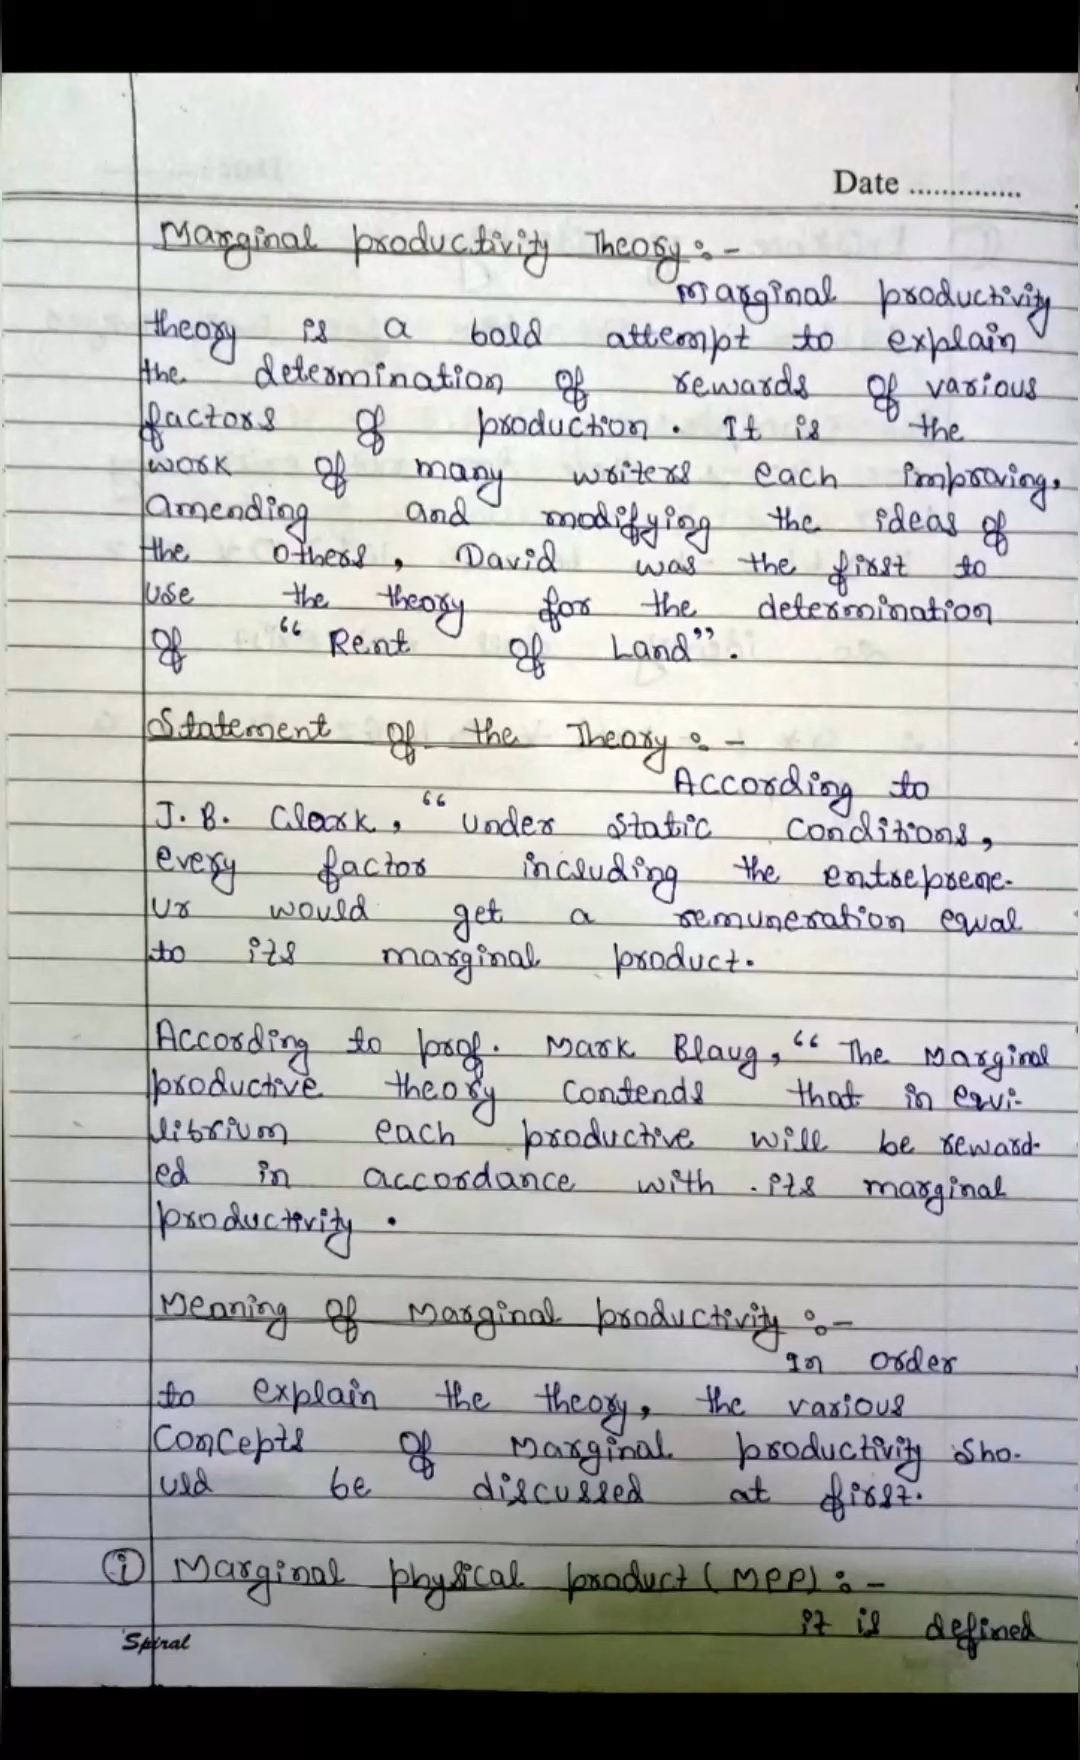 Date ..............
Marginal productivity Theory :-
Marginal productivity
theory is a bold attempt to explain
the determination of rewards of various
factors of production. It is the
work of many writers each improving,
amending and modifying the ideas of
the others, David was the first to
use the theory for the determination
of "Rent of Land".
Statement of the Theory :-
According to
J. B. Clark, "under static conditions,
every factor including the entreprene-
ur would get a remuneration equal
to its marginal product.
According to prof. Mark Blaug, "The Marginal
productive theory contends that in equi-
librium each productive will be reward-
ed in accordance with its marginal
productivity.
Meaning of Marginal productivity :-
In order
to explain the theory, the various
concepts of Marginal productivity sho-
uld be discussed at first.
(i) Marginal physical product (MPP) :-
it is defined
Spiral